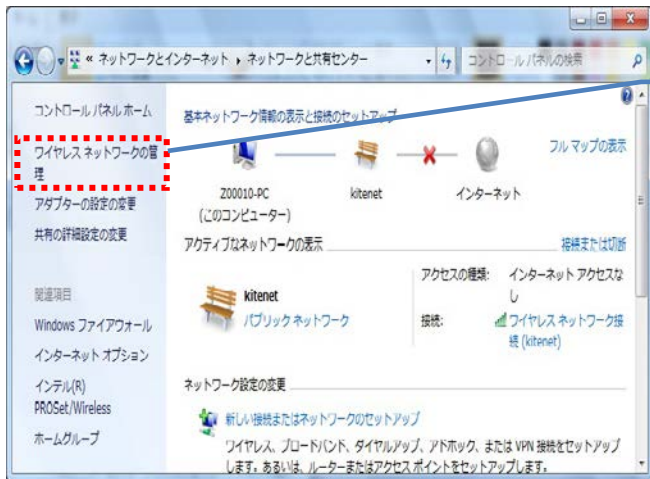 « ネットワークとインターネット ▸ ネットワークと共有センター
コントロール パネルの検索
コントロール パネル ホーム
ワイヤレス ネットワークの管
理
アダプターの設定の変更
共有の詳細設定の変更
関連項目
Windows ファイアウォール
インターネット オプション
インテル(R)
PROSet/Wireless
ホームグループ
基本ネットワーク情報の表示と接続のセットアップ
フル マップの表示
Z00010-PC
(このコンピューター)
kitenet
インターネット
アクティブなネットワークの表示
接続または切断
kitenet
パブリック ネットワーク
アクセスの種類: インターネット アクセスな
し
接続: ワイヤレス ネットワーク接
続 (kitenet)
ネットワーク設定の変更
新しい接続またはネットワークのセットアップ
ワイヤレス、ブロードバンド、ダイヤルアップ、アドホック、または VPN 接続をセットアップ
します。あるいは、ルーターまたはアクセス ポイントをセットアップします。